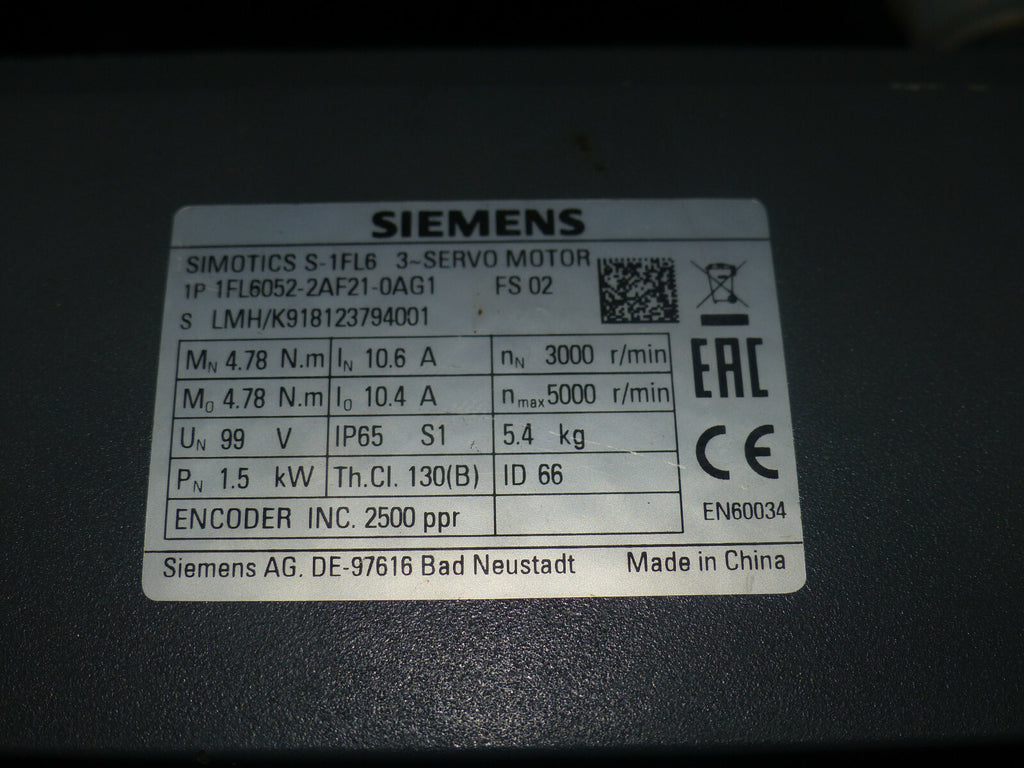 SIEMENS
SIMOTICS S-1FL6 3~SERVO MOTOR
1P 1FL6052-2AF21-0AG1 FS 02
S LMH/K918123794001
MN 4.78 N.m IN 10.6 A nN 3000 r/min
M0 4.78 N.m I0 10.4 A nmax 5000 r/min
UN 99 V IP65 S1 5.4 kg
PN 1.5 kW Th.Cl. 130(B) ID 66
ENCODER INC. 2500 ppr
EAC
CE
EN60034
Siemens AG. DE-97616 Bad Neustadt Made in China